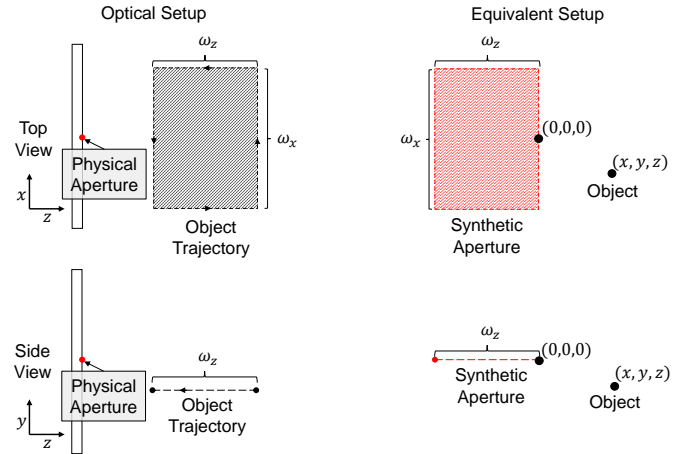 Optical Setup
Equivalent Setup
ω_z
ω_z
Top
View
ω_x
ω_x
(0,0,0)
Physical
Aperture
(x, y, z)
Object
x
z
Object
Trajectory
Synthetic
Aperture
Side
View
ω_z
ω_z
(0,0,0)
Physical
Aperture
Synthetic
Aperture
(x, y, z)
Object
Object
Trajectory
y
z